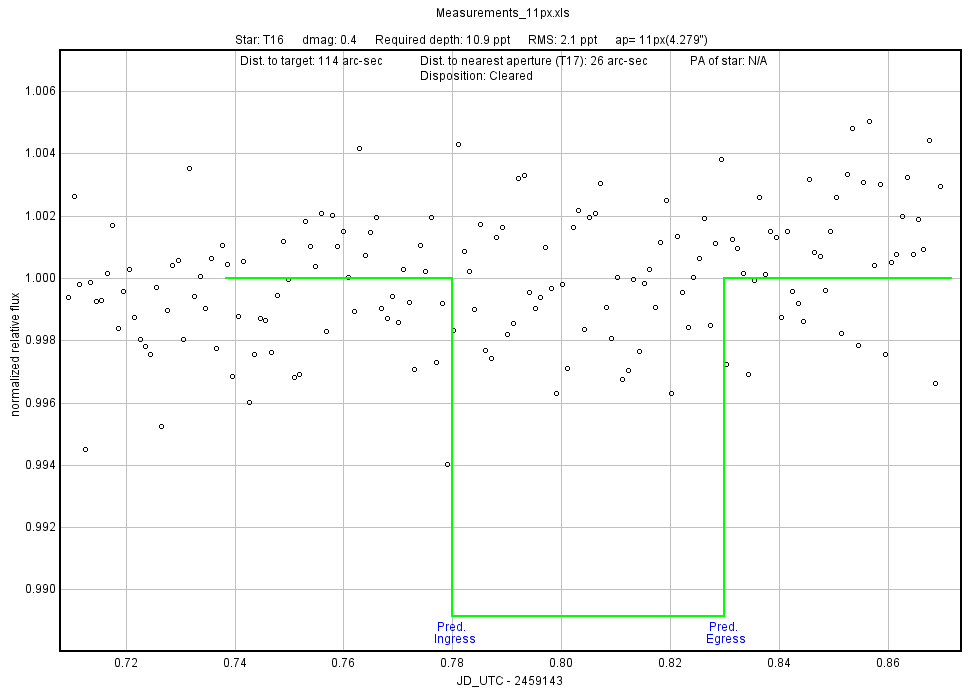 Measurements_11px.xls
Star: T16 dmag: 0.4 Required depth: 10.9 ppt RMS: 2.1 ppt ap= 11px(4.279")
Dist. to target: 114 arc-sec Dist. to nearest aperture (T17): 26 arc-sec PA of star: N/A
Disposition: Cleared
1.006
1.004
1.002
1.000
0.998
0.996
0.994
0.992
0.990
normalized relative flux
Pred. Ingress
Pred. Egress
0.72 0.74 0.76 0.78 0.80 0.82 0.84 0.86
JD_UTC - 2459143